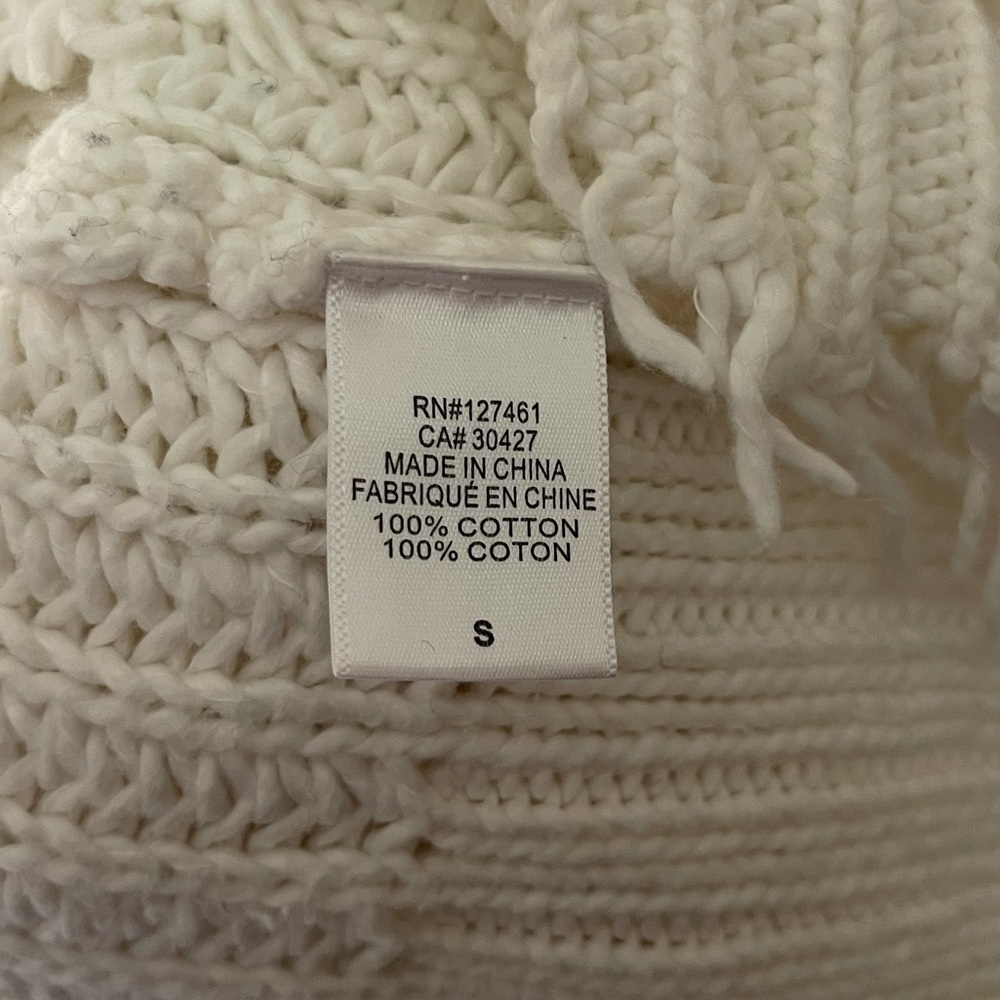 RN#127461
CA# 30427
MADE IN CHINA
FABRIQUÉ EN CHINE
100% COTTON
100% COTON
S